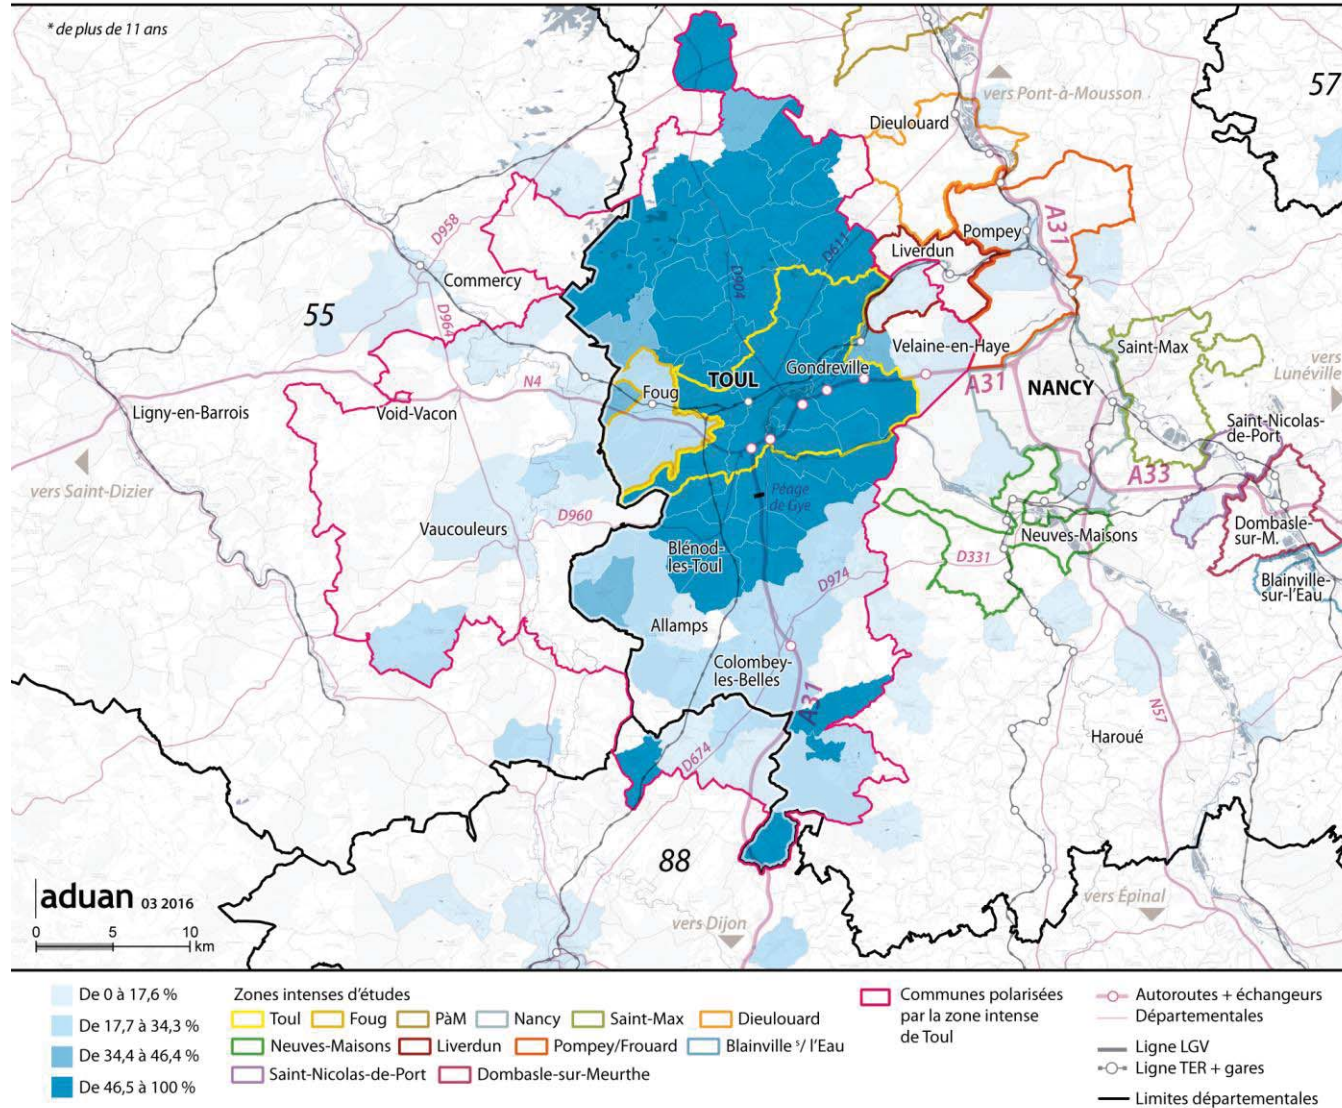 * de plus de 11 ans
57
vers Pont-à-Mousson
Dieulouard
A31
D958
Pompey
D611
Liverdun
Commercy
D904
55
D964
Velaine-en-Haye
Saint-Max
vers
Lunéville
Gondreville
TOUL
N4
Foug
A31
NANCY
Ligny-en-Barrois
Void-Vacon
Saint-Nicolas-
de-Port
A33
vers Saint-Dizier
Péage
de Gye
D960
Vaucouleurs
Neuves-Maisons
Dombasle-
sur-M.
Blénod-
les-Toul
D331
D974
Blainville-
sur-l'Eau
Allamps
Colombey-
les-Belles
A31
N57
Haroué
D674
88
vers Épinal
vers Dijon
aduan 03 2016
0 5 10 km
De 0 à 17,6 %
De 17,7 à 34,3 %
De 34,4 à 46,4 %
De 46,5 à 100 %
Zones intenses d'études
Toul Foug PàM Nancy Saint-Max Dieulouard
Neuves-Maisons Liverdun Pompey/Frouard Blainville s/ l'Eau
Saint-Nicolas-de-Port Dombasle-sur-Meurthe
Communes polarisées
par la zone intense
de Toul
Autoroutes + échangeurs
Départementales
Ligne LGV
Ligne TER + gares
Limites départementales